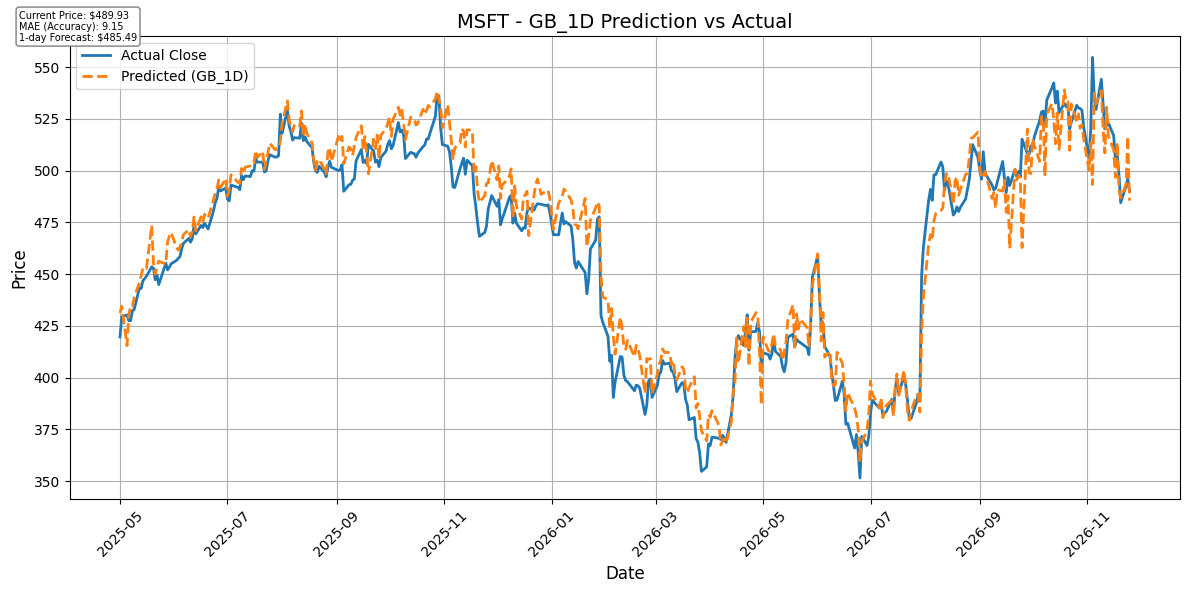 MSFT - GB_1D Prediction vs Actual
Current Price: $489.93
MAE (Accuracy): 9.15
1-day Forecast: $485.49
Actual Close
Predicted (GB_1D)
Price
550
525
500
475
450
425
400
375
350
2025-05
2025-07
2025-09
2025-11
2026-01
2026-03
2026-05
2026-07
2026-09
2026-11
Date